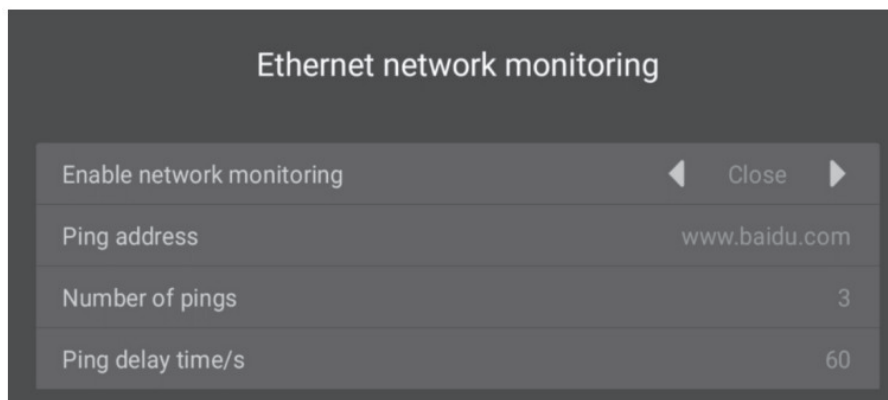 Ethernet network monitoring
Enable network monitoring Close
Ping address www.baidu.com
Number of pings 3
Ping delay time/s 60